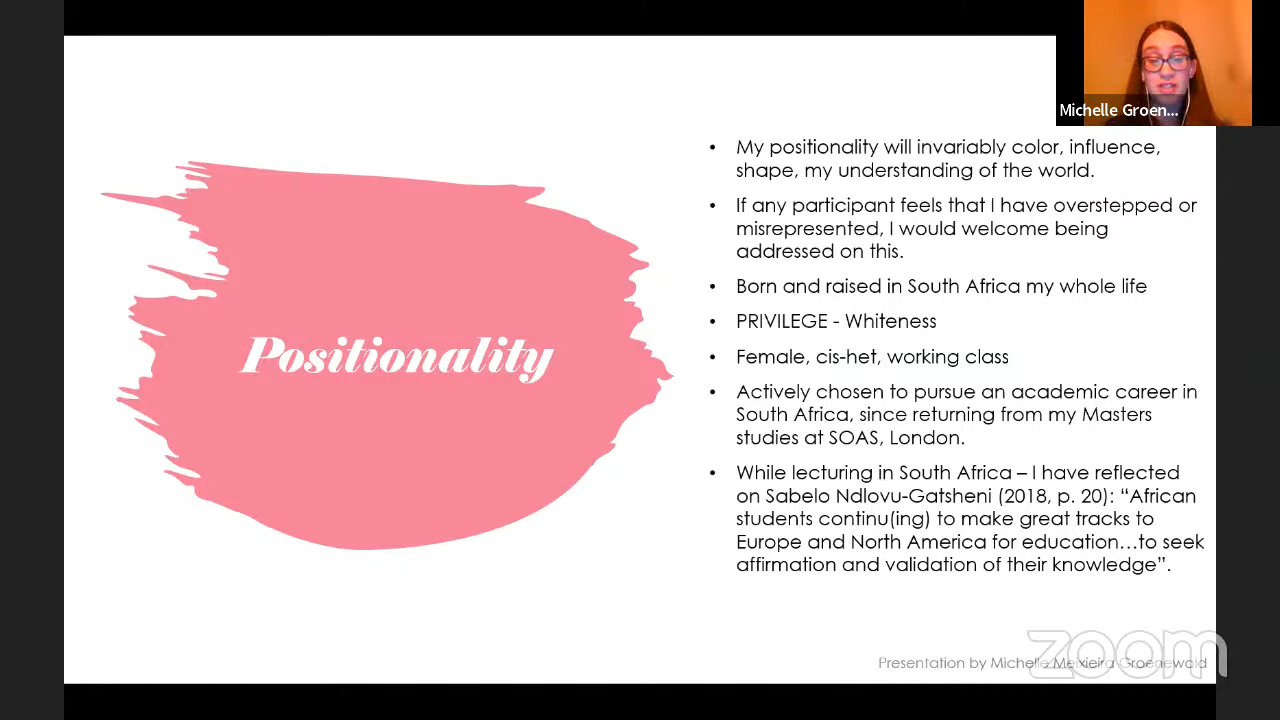 Michelle Groen...
• My positionality will invariably color, influence,
shape, my understanding of the world.
• If any participant feels that I have overstepped or
misrepresented, I would welcome being
addressed on this.
• Born and raised in South Africa my whole life
• PRIVILEGE - Whiteness
• Female, cis-het, working class
• Actively chosen to pursue an academic career in
South Africa, since returning from my Masters
studies at SOAS, London.
• While lecturing in South Africa – I have reflected
on Sabelo Ndlovu-Gatsheni (2018, p. 20): “African
students continu(ing) to make great tracks to
Europe and North America for education…to seek
affirmation and validation of their knowledge”.
Positionality
zoom
Presentation by Michelle Meixieira Groenewald